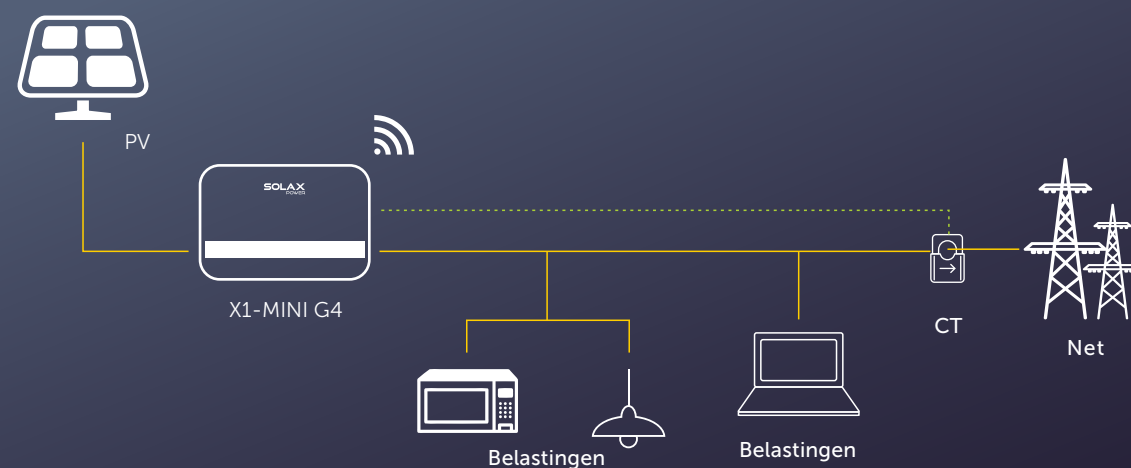 PV
SOLAX
POWER
X1-MINI G4
CT
Net
Belastingen
Belastingen